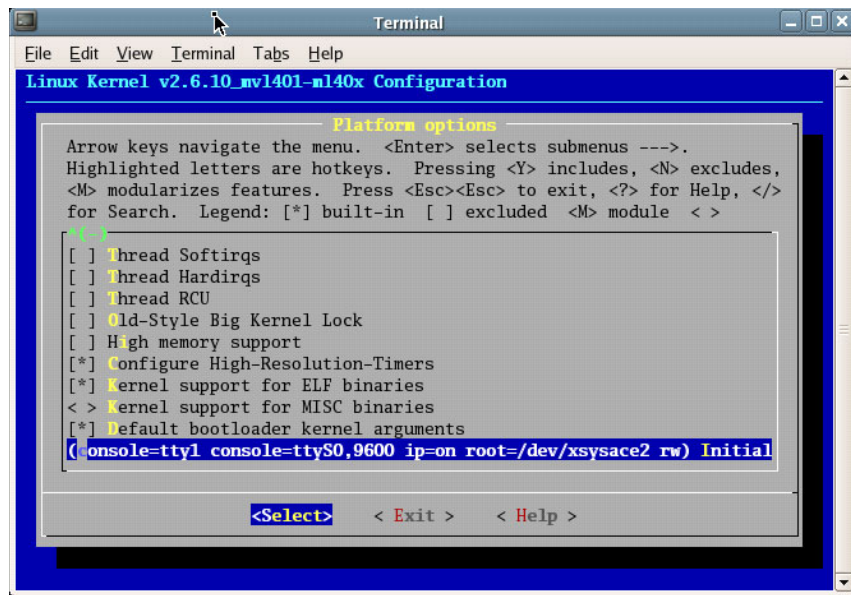 Terminal
File Edit View Terminal Tabs Help
Linux Kernel v2.6.10_mvl401-ml40x Configuration
Platform options
Arrow keys navigate the menu. <Enter> selects submenus --->.
Highlighted letters are hotkeys. Pressing <Y> includes, <N> excludes,
<M> modularizes features. Press <Esc><Esc> to exit, <?> for Help, </>
for Search. Legend: [*] built-in [ ] excluded <M> module < >
^(-)
[ ] Thread Softirqs
[ ] Thread Hardirqs
[ ] Thread RCU
[ ] Old-Style Big Kernel Lock
[ ] High memory support
[*] Configure High-Resolution-Timers
[*] Kernel support for ELF binaries
< > Kernel support for MISC binaries
[*] Default bootloader kernel arguments
(console=tty1 console=ttyS0,9600 ip=on root=/dev/xsysace2 rw) Initial
<Select> < Exit > < Help >